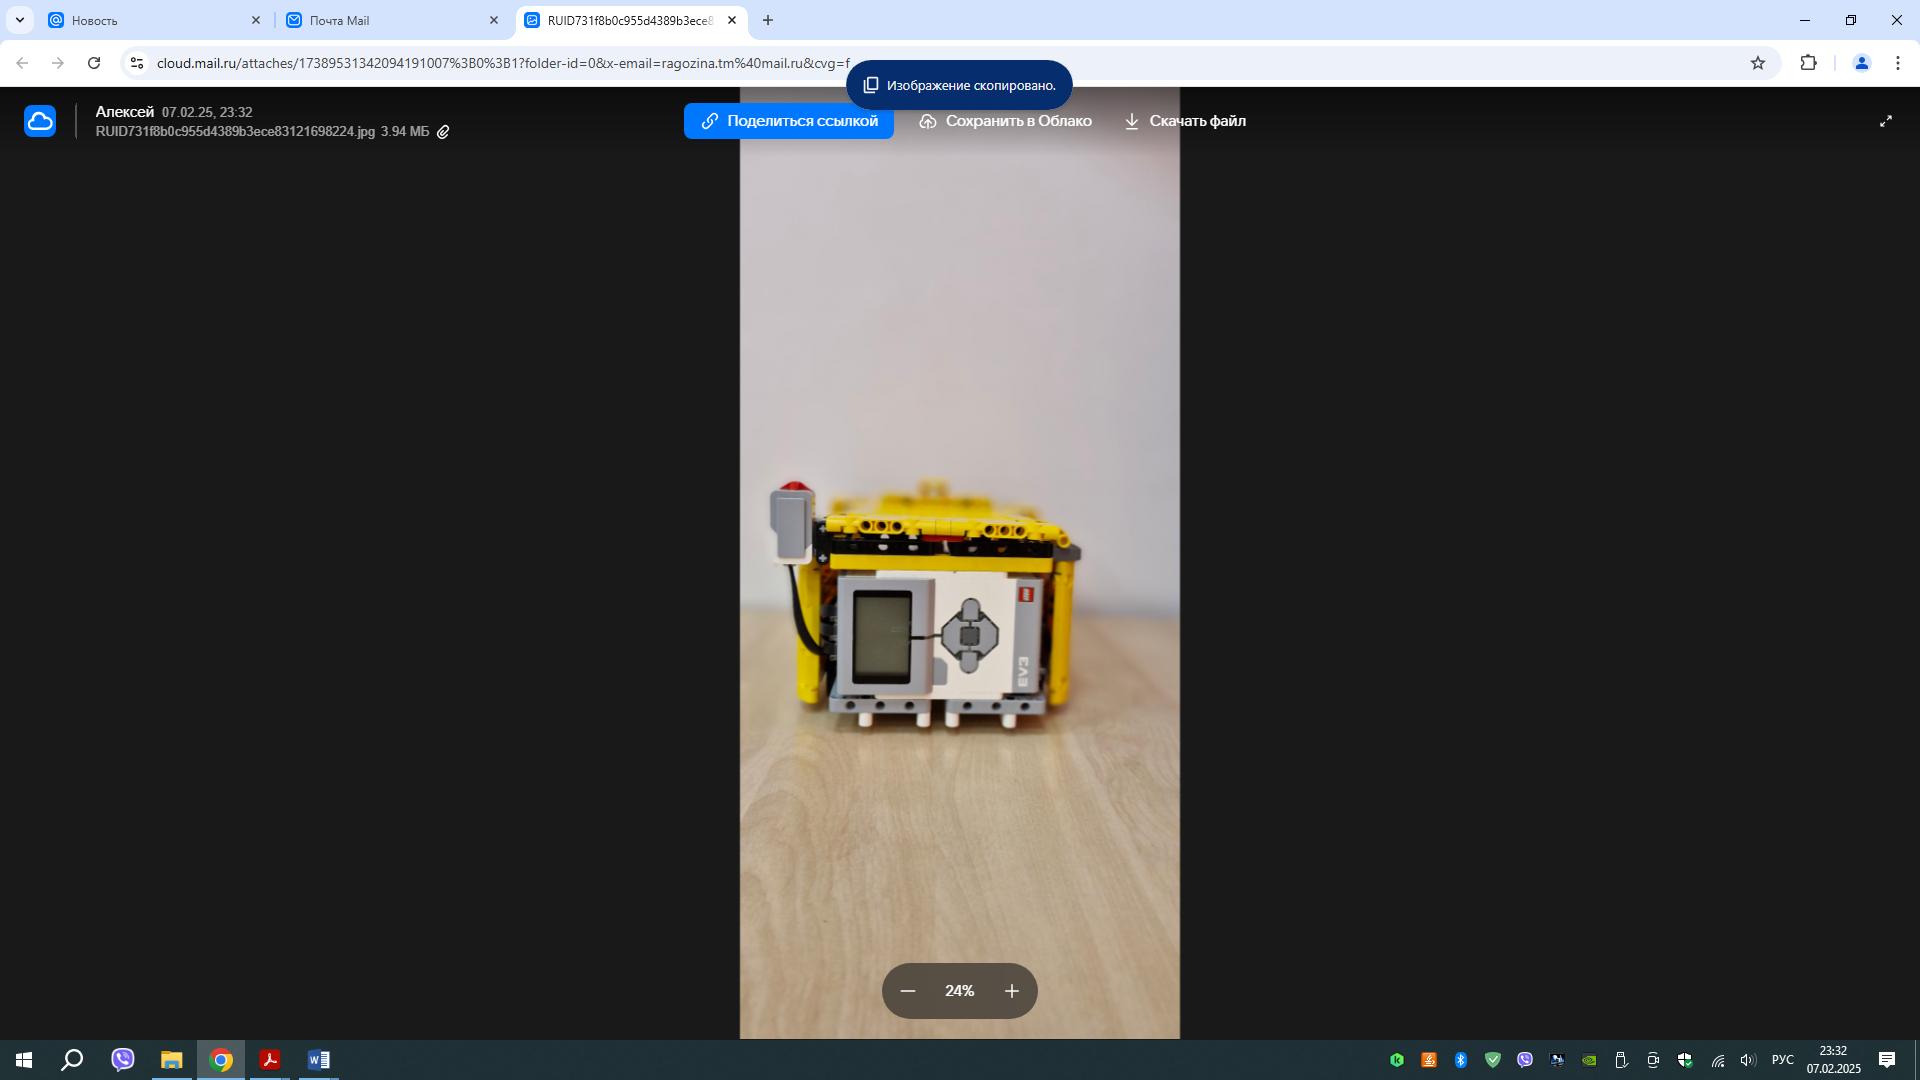 Новость
Почта Mail
RUID731f8b0c955d4389b3ece8
cloud.mail.ru/attaches/17389531342094191007%3B0%3B1?folder-id=0&x-email=ragozina.tm%40mail.ru&cvg=f
Изображение скопировано.
Алексей 07.02.25, 23:32
RUID731f8b0c955d4389b3ece83121698224.jpg 3.94 МБ
Поделиться ссылкой
Сохранить в Облако
Скачать файл
EV3
24%
РУС
23:32
07.02.2025